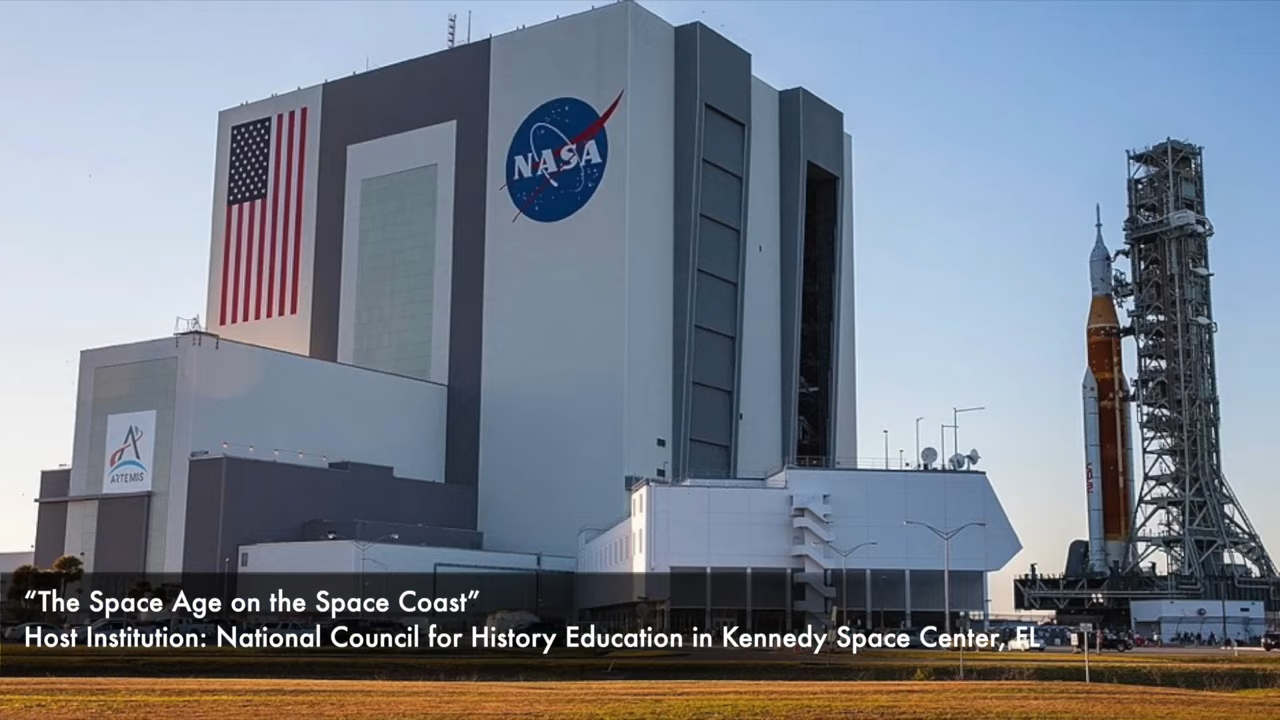 NASA
ARTEMIS
“The Space Age on the Space Coast”
Host Institution: National Council for History Education in Kennedy Space Center, FL